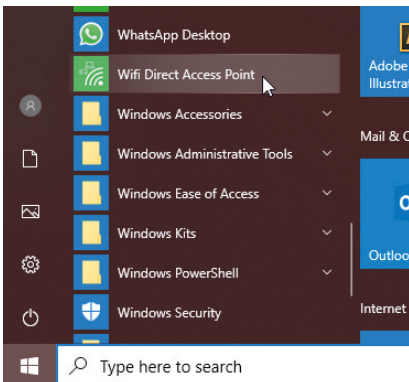 WhatsApp Desktop
Wifi Direct Access Point
Windows Accessories
Windows Administrative Tools
Windows Ease of Access
Windows Kits
Windows PowerShell
Windows Security
Adobe
Mail &
Internet
Type here to search